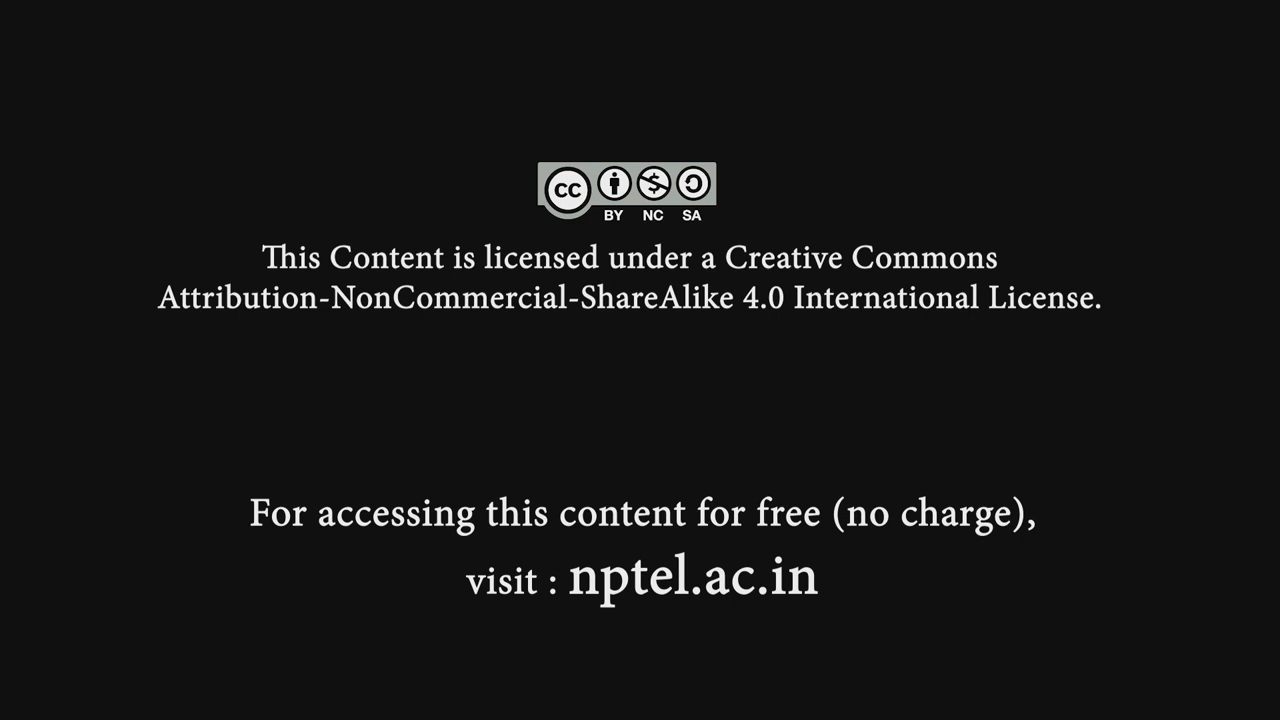 cc BY NC SA
This Content is licensed under a Creative Commons
Attribution-NonCommercial-ShareAlike 4.0 International License.
For accessing this content for free (no charge),
visit : nptel.ac.in